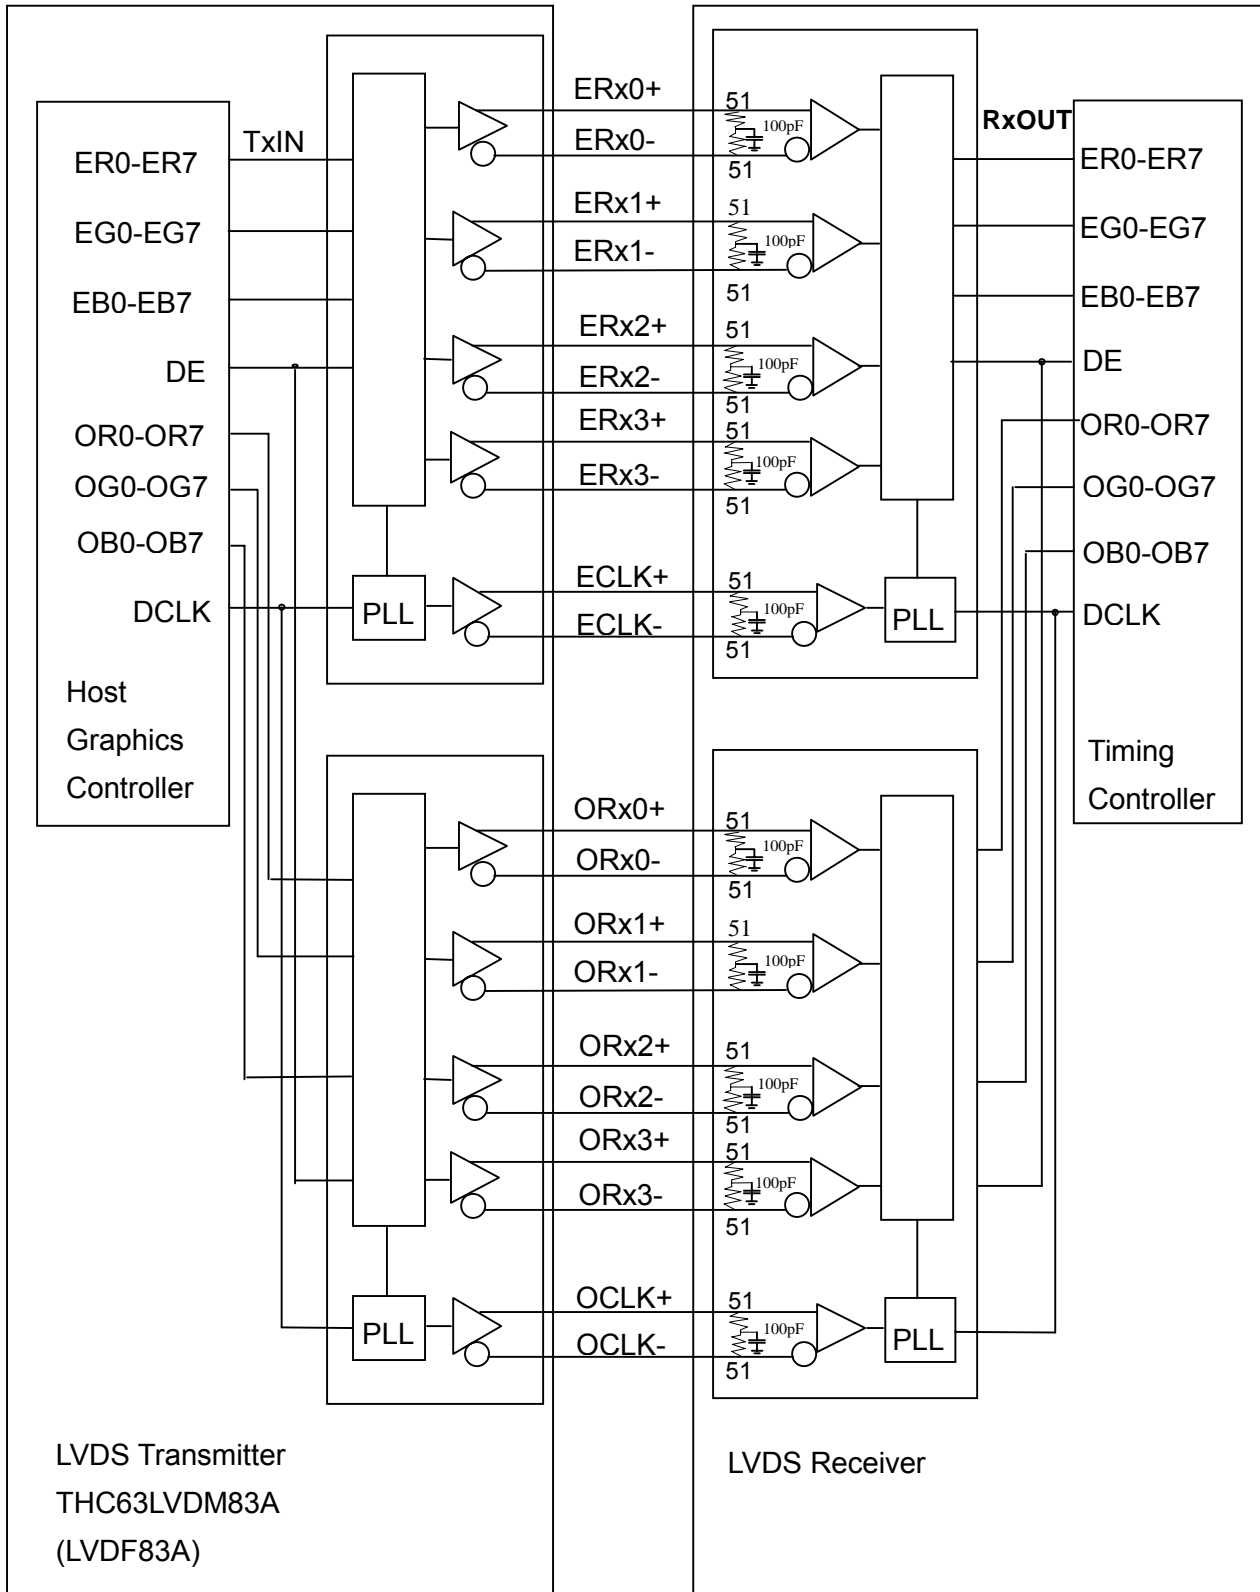 TxIN
ER0-ER7
EG0-EG7
EB0-EB7
DE
OR0-OR7
OG0-OG7
OB0-OB7
DCLK
Host
Graphics
Controller
PLL
ERx0+
ERx0-
ERx1+
ERx1-
ERx2+
ERx2-
ERx3+
ERx3-
ECLK+
ECLK-
51
100pF
51
51
100pF
51
51
100pF
51
51
100pF
51
51
100pF
51
PLL
RxOUT
ER0-ER7
EG0-EG7
EB0-EB7
DE
OR0-OR7
OG0-OG7
OB0-OB7
DCLK
Timing
Controller
PLL
ORx0+
ORx0-
ORx1+
ORx1-
ORx2+
ORx2-
ORx3+
ORx3-
OCLK+
OCLK-
51
100pF
51
51
100pF
51
51
100pF
51
51
100pF
51
51
100pF
51
PLL
LVDS Transmitter
THC63LVDM83A
(LVDF83A)
LVDS Receiver